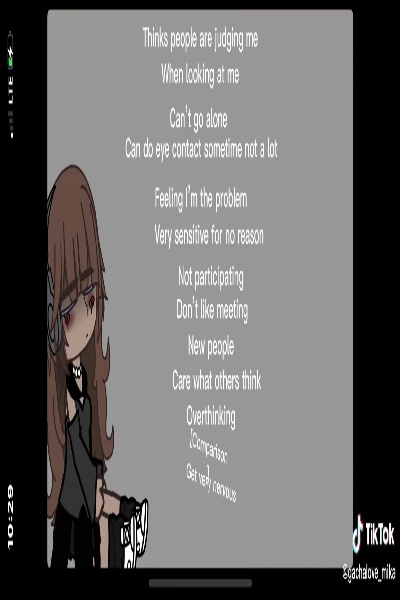 Thinks people are judging me
When looking at me
Can't go alone
Can do eye contact sometime not a lot
Feeling I'm the problem
Very sensitive for no reason
Not participating
Don't like meeting
New people
Care what others think
Overthinking
[Comparison
Get very] nervous
LTE
10:29
TikTok
@gachalove_mika